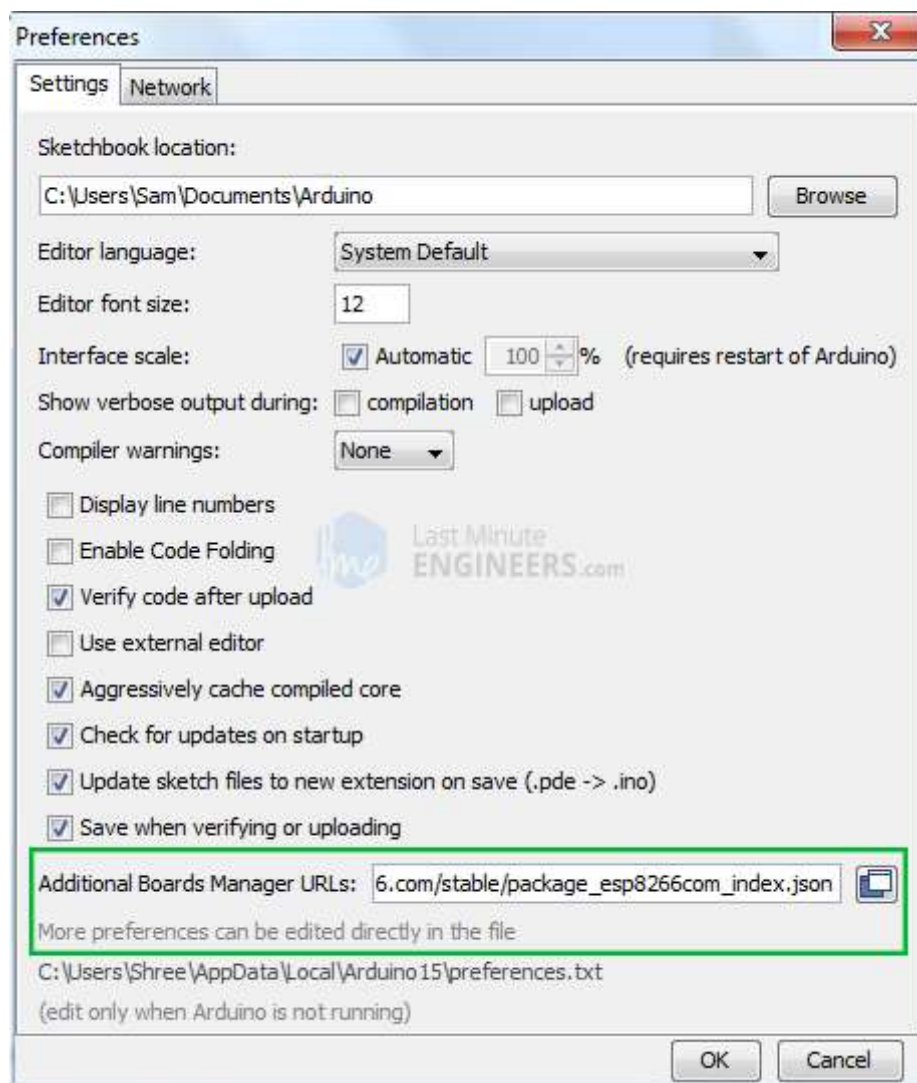 Preferences
Settings Network
Sketchbook location:
C:\Users\Sam\Documents\Arduino Browse
Editor language: System Default
Editor font size: 12
Interface scale: Automatic 100 % (requires restart of Arduino)
Show verbose output during: compilation upload
Compiler warnings: None
Display line numbers
Enable Code Folding
Last Minute
ENGINEERS.com
me
Verify code after upload
Use external editor
Aggressively cache compiled core
Check for updates on startup
Update sketch files to new extension on save (.pde -> .ino)
Save when verifying or uploading
Additional Boards Manager URLs: 6.com/stable/package_esp8266com_index.json
More preferences can be edited directly in the file
C:\Users\Shree\AppData\Local\Arduino15\preferences.txt
(edit only when Arduino is not running)
OK Cancel